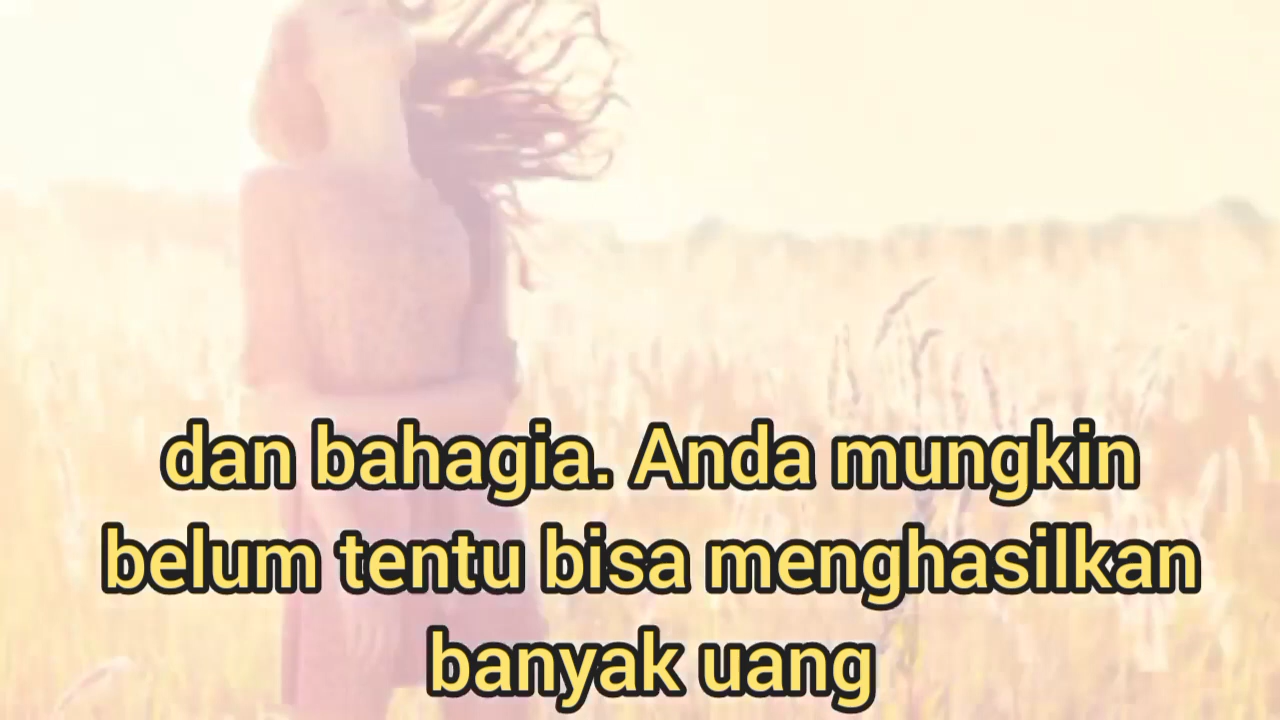 dan bahagia. Anda mungkin
belum tentu bisa menghasilkan
banyak uang